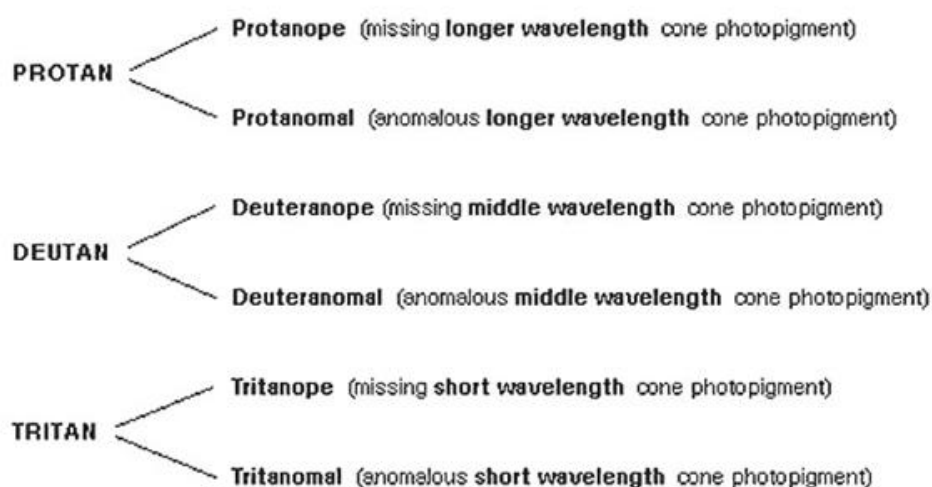 Protanope (missing longer wavelength cone photopigment)
PROTAN
Protanomal (anomalous longer wavelength cone photopigment)
Deuteranope (missing middle wavelength cone photopigment)
DEUTAN
Deuteranomal (anomalous middle wavelength cone photopigment)
Tritanope (missing short wavelength cone photopigment)
TRITAN
Tritanomal (anomalous short wavelength cone photopigment)